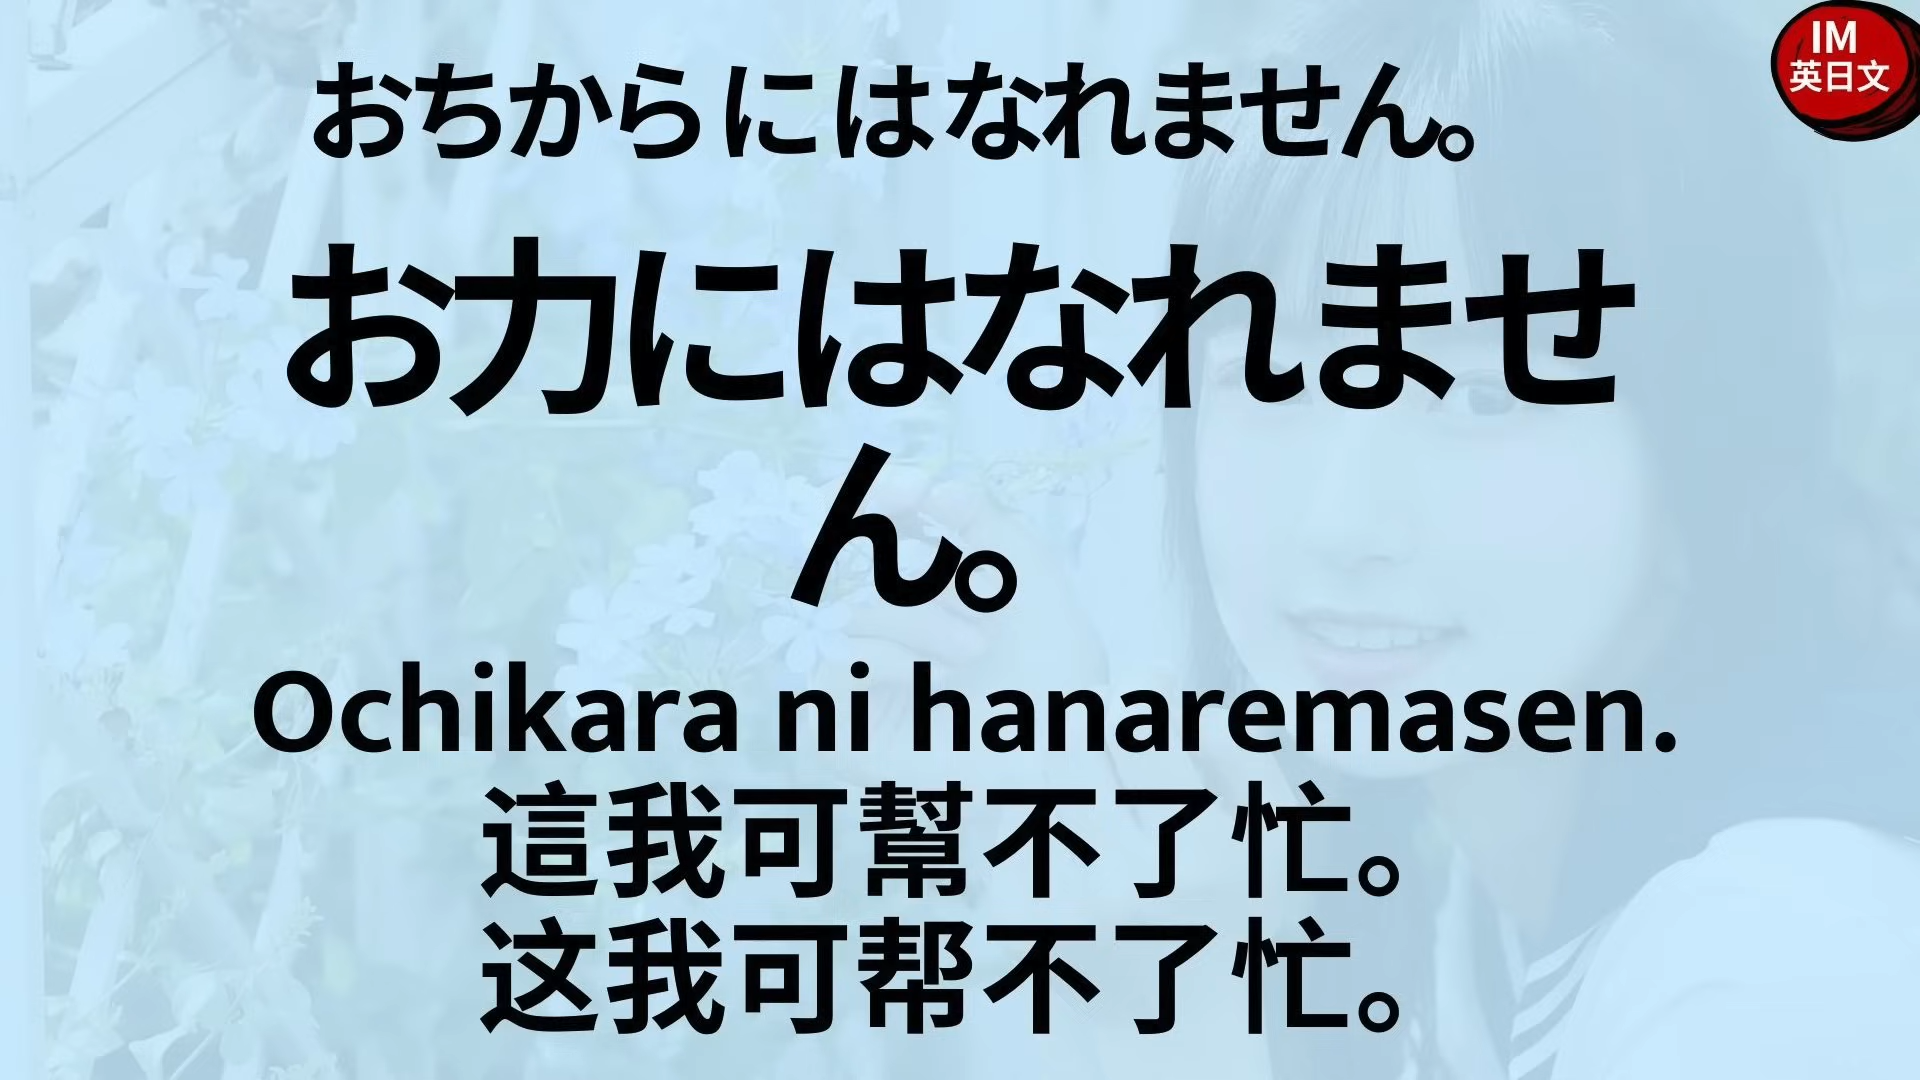 IM
英日文
おちからにはなれません。
お力にはなれませ
ん。
Ochikara ni hanaremasen.
這我可幫不了忙。
这我可帮不了忙。